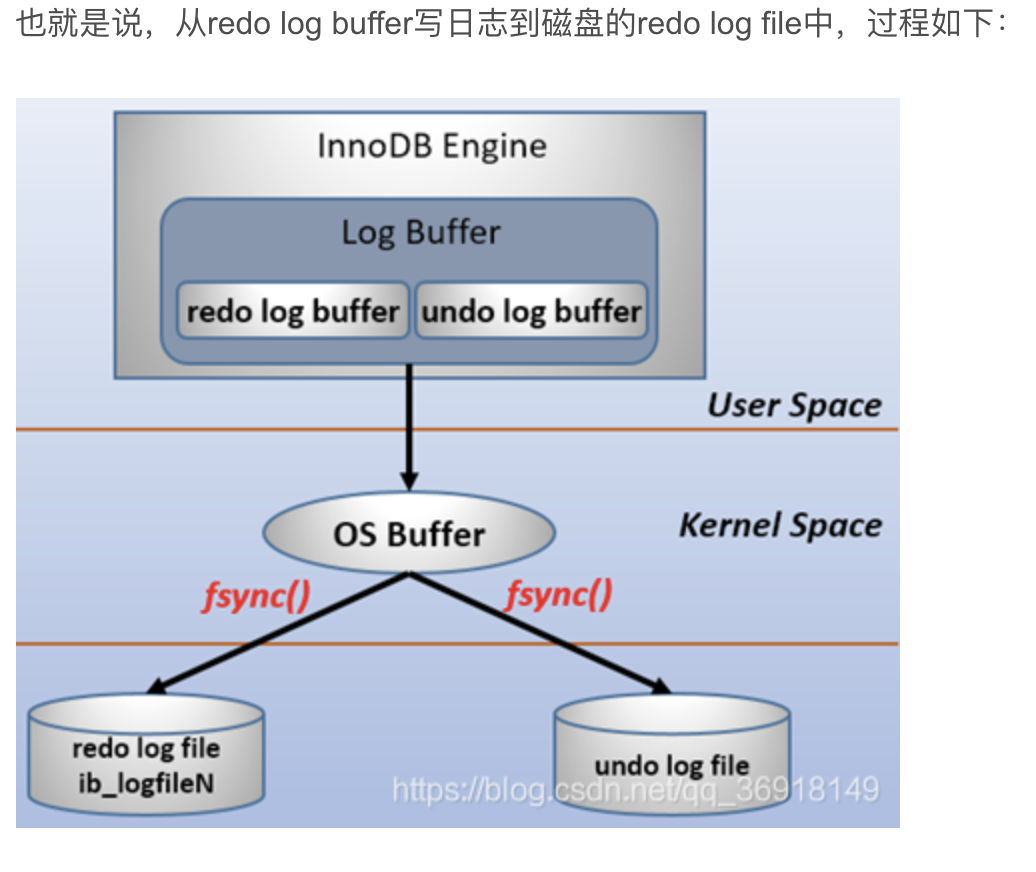 也就是说，从redo log buffer写日志到磁盘的redo log file中，过程如下：
InnoDB Engine
Log Buffer
redo log buffer
undo log buffer
User Space
OS Buffer
Kernel Space
fsync()
fsync()
redo log file
ib_logfileN
undo log file
https://blog.csdn.net/qq_36918149